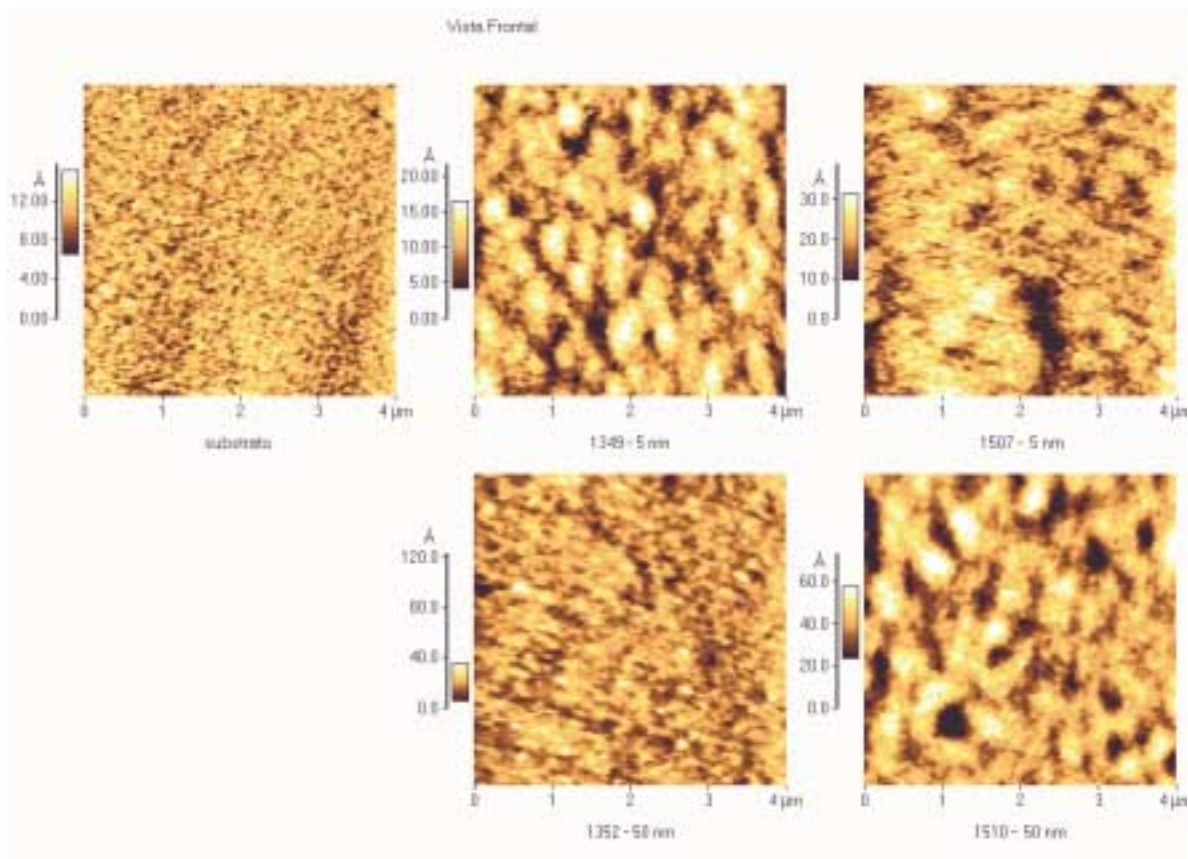 Vista Frontal
Å
12.00
8.00
4.00
0.00
0 1 2 3 4 µm
substrato
Å
20.00
15.00
10.00
5.00
0.00
0 1 2 3 4 µm
1349 - 5 nm
Å
30.0
20.0
10.0
0.0
0 1 2 3 4 µm
1507 - 5 nm
Å
120.0
80.0
40.0
0.0
0 1 2 3 4 µm
1352 - 50 nm
Å
60.0
40.0
20.0
0.0
0 1 2 3 4 µm
1510 - 50 nm